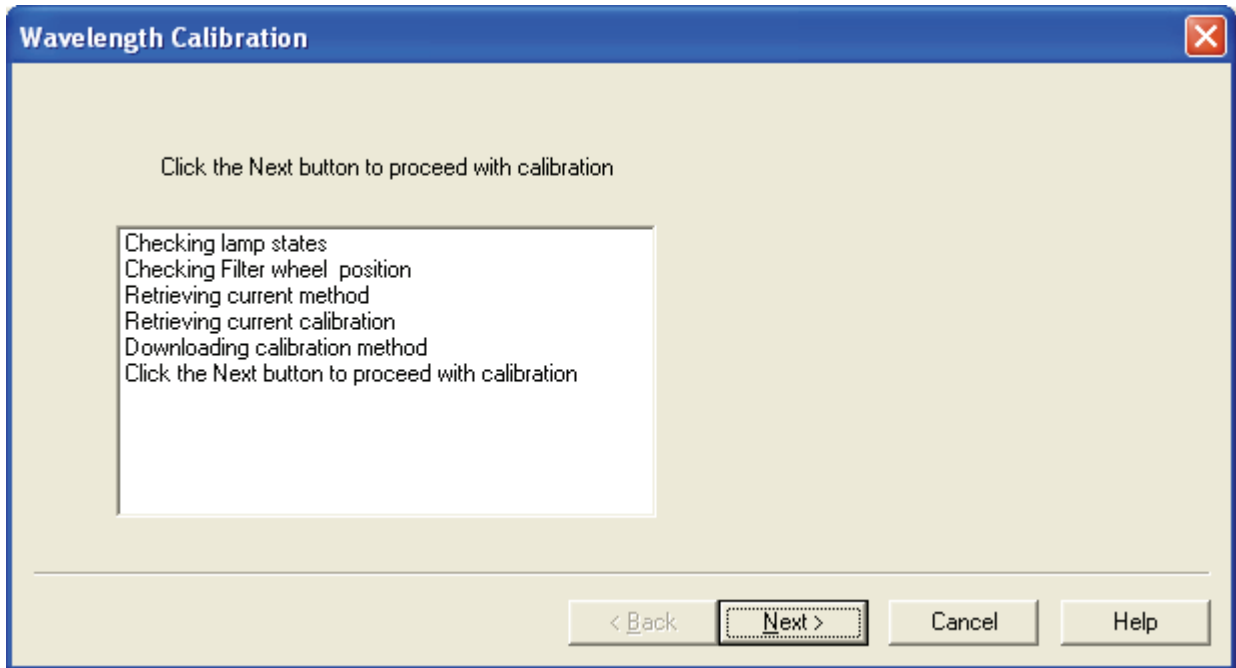 Wavelength Calibration
Click the Next button to proceed with calibration
Checking lamp states
Checking Filter wheel  position
Retrieving current method
Retrieving current calibration
Downloading calibration method
Click the Next button to proceed with calibration
< Back Next > Cancel Help